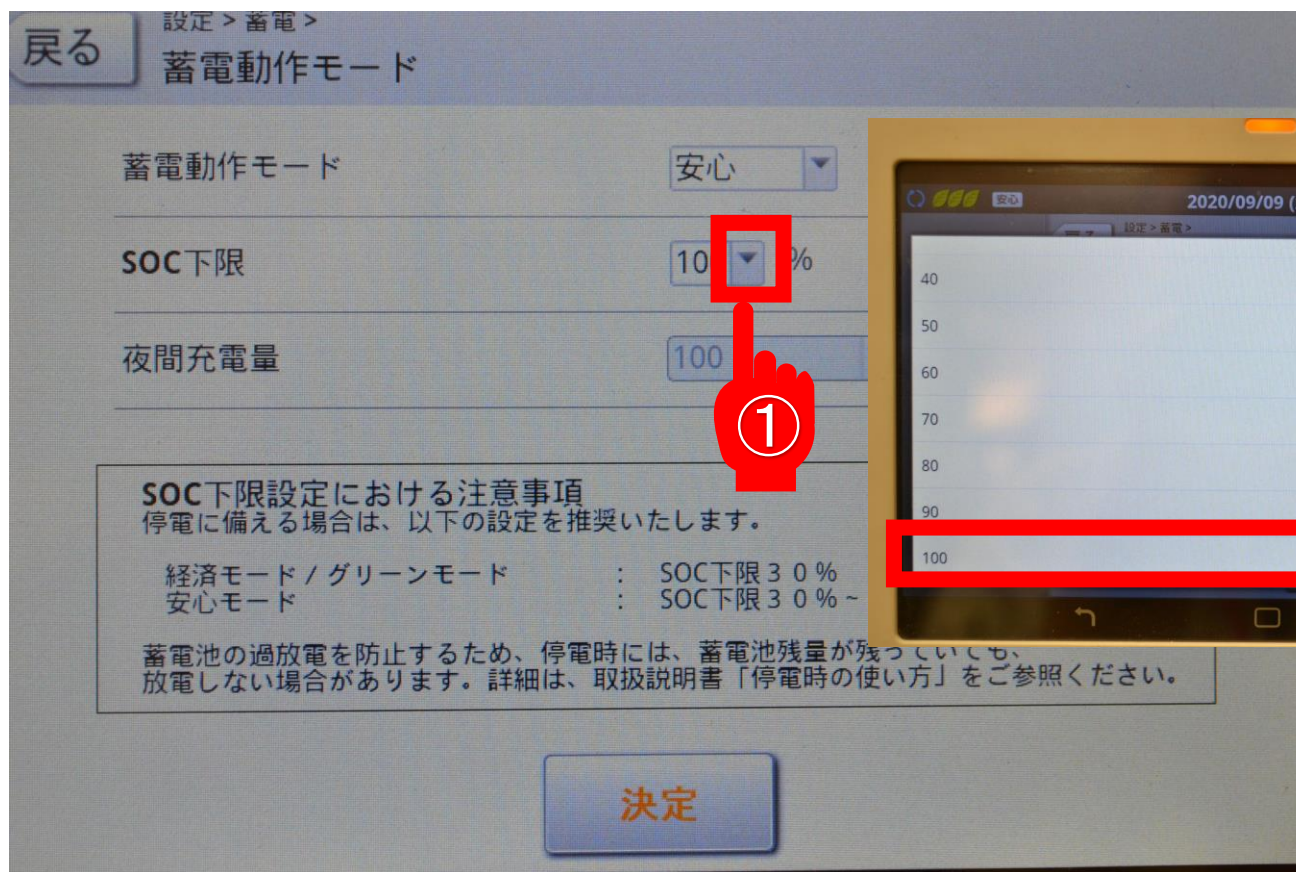 戻る
設定 > 蓄電 >
蓄電動作モード
蓄電動作モード
安心
SOC下限
10
%
夜間充電量
100
①
SOC下限設定における注意事項
停電に備える場合は、以下の設定を推奨いたします。
経済モード / グリーンモード : SOC下限30%
安心モード : SOC下限30%~
蓄電池の過放電を防止するため、停電時には、蓄電池残量が残っていても、
放電しない場合があります。詳細は、取扱説明書「停電時の使い方」をご参照ください。
決定
安心
2020/09/09 (
設定 > 蓄電 >
40
50
60
70
80
90
100